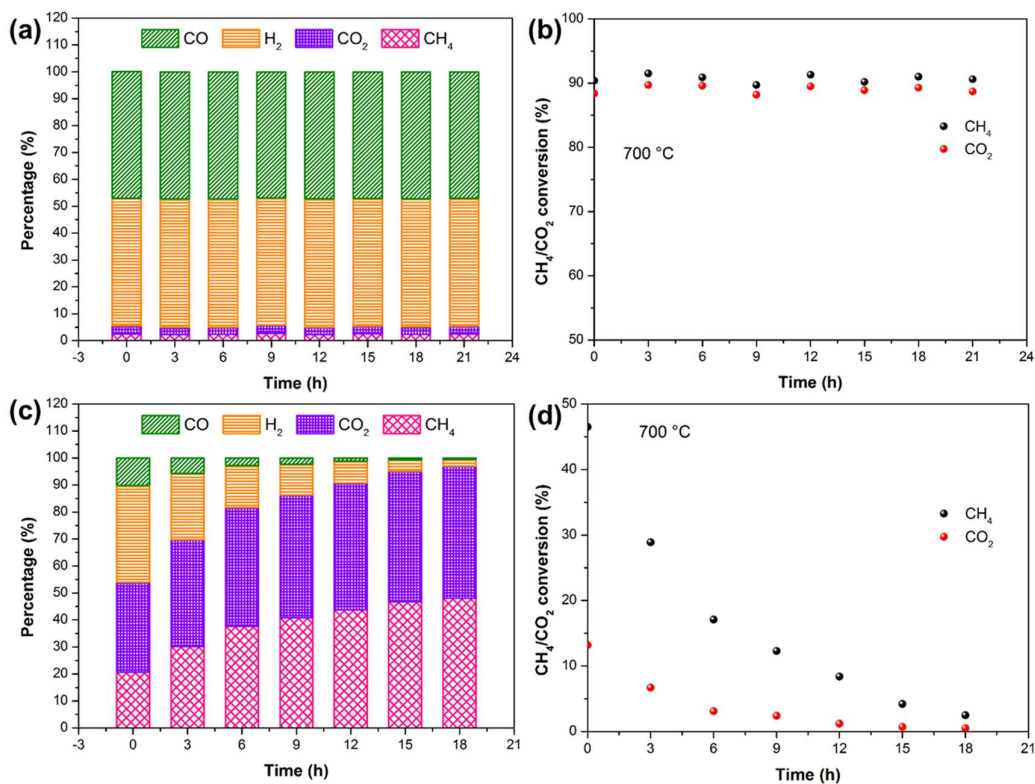 (a)
CO H₂ CO₂ CH₄
120
110
100
90
80
70
60
50
40
30
20
10
0
Percentage (%)
-3 0 3 6 9 12 15 18 21 24
Time (h)
(b)
100
90
80
70
60
50
CH₄/CO₂ conversion (%)
700 °C
CH₄
CO₂
0 3 6 9 12 15 18 21 24
Time (h)
(c)
CO H₂ CO₂ CH₄
120
110
100
90
80
70
60
50
40
30
20
10
0
Percentage (%)
-3 0 3 6 9 12 15 18 21
Time (h)
(d)
50
40
30
20
10
0
CH₄/CO₂ conversion (%)
700 °C
CH₄
CO₂
0 3 6 9 12 15 18 21
Time (h)